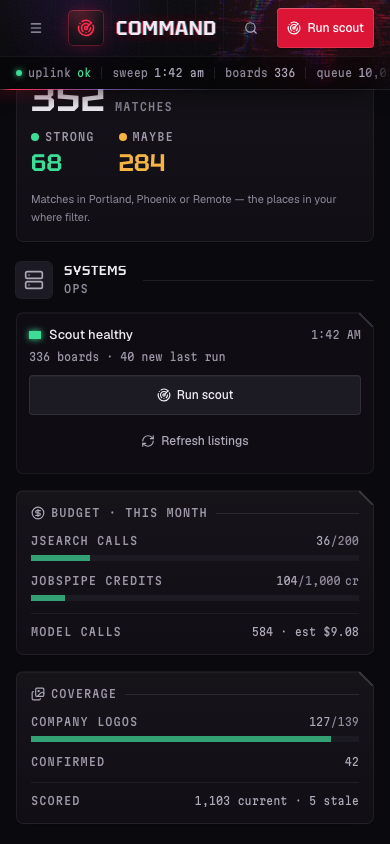 COMMAND
Run scout
uplink ok
sweep 1:42 am
boards 336
queue 10,0
352 MATCHES
STRONG
MAYBE
68
284
Matches in Portland, Phoenix or Remote — the places in your
where filter.
SYSTEMS
OPS
Scout healthy
1:42 AM
336 boards · 40 new last run
Run scout
Refresh listings
BUDGET · THIS MONTH
JSEARCH CALLS
36/200
JOBSPIPE CREDITS
104/1,000 cr
MODEL CALLS
584 · est $9.08
COVERAGE
COMPANY LOGOS
127/139
CONFIRMED
42
SCORED
1,103 current · 5 stale